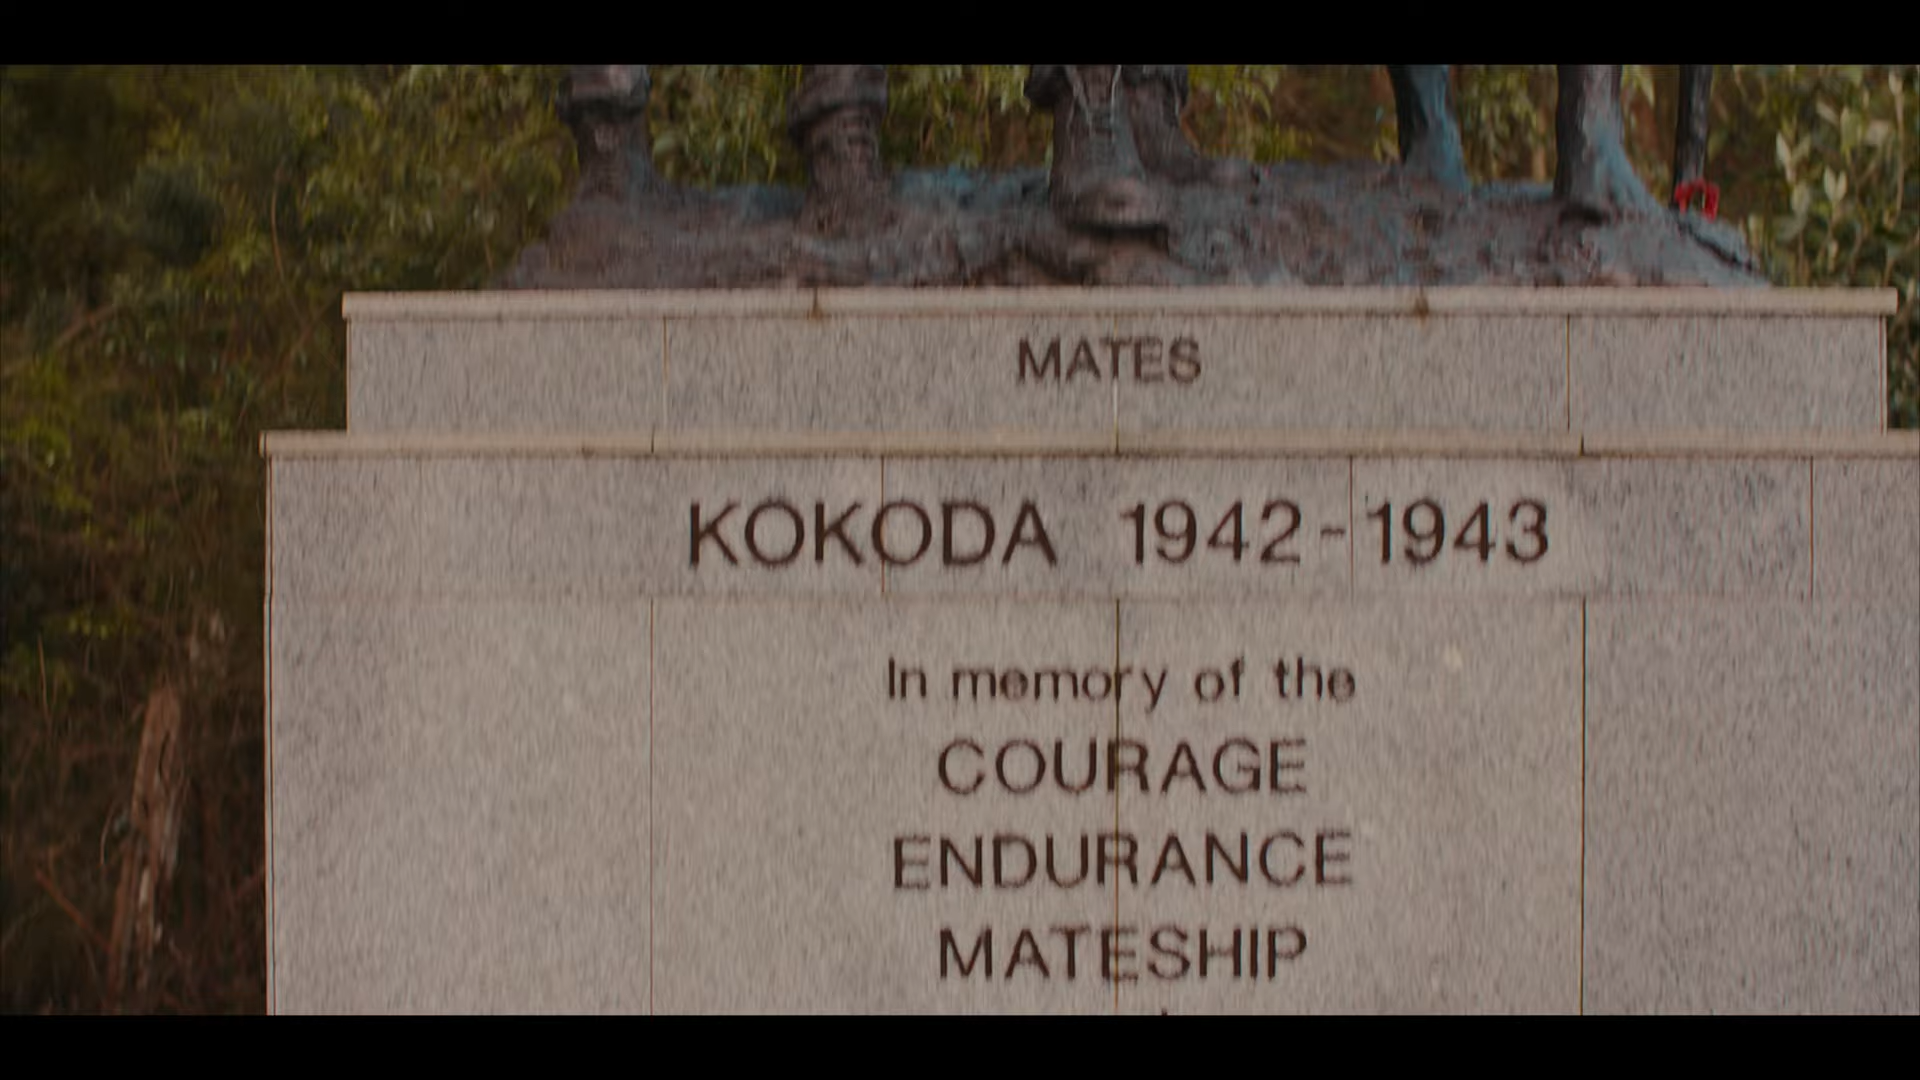 MATES
KOKODA 1942-1943
In memory of the
COURAGE
ENDURANCE
MATESHIP